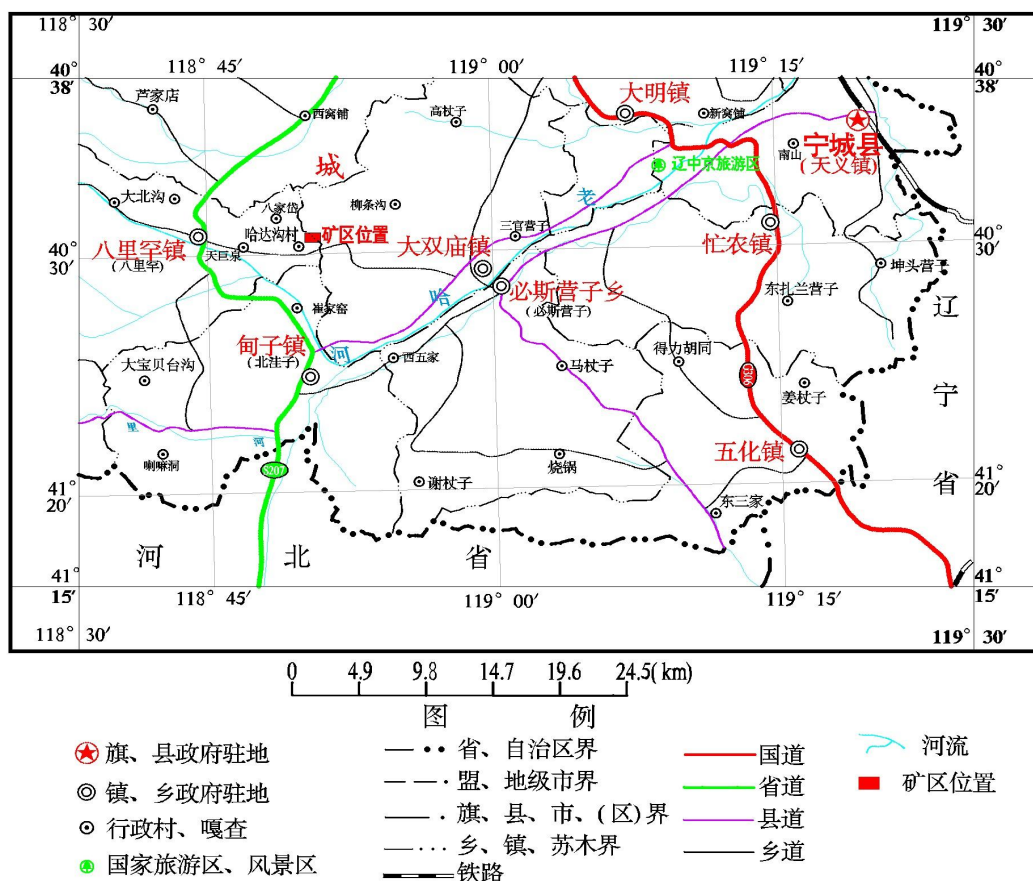 118° 30′
119° 30′
118° 45′
119° 00′
119° 15′
40° 38′
40° 38′
芦家店
西窝铺
高杖子
大明镇
新窝铺
宁城县
(天义镇)
南山
城
辽中京旅游区
大北沟
八家岱
柳条沟
老
哈达沟村
矿区位置
三官营子
忙农镇
八里罕镇
(八里罕)
天巨泉
大双庙镇
40° 30′
40° 30′
坤头营子
必斯营子乡
(必斯营子)
哈
东扎兰营子
辽
崔家窑
甸子镇
(北洼子)
河
西五家
马杖子
得力胡同
G306
姜杖子
大宝贝台沟
宁
里
河
五化镇
喇嘛洞
S207
谢杖子
烧锅
省
41° 20′
41° 20′
东三家
河
北
省
41° 15′
41° 15′
118° 45′
119° 00′
119° 15′
118° 30′
119° 30′
0 4.9 9.8 14.7 19.6 24.5(km)
图 例
旗、县政府驻地
镇、乡政府驻地
行政村、嘎查
国家旅游区、风景区
省、自治区界
盟、地级市界
旗、县、市、(区)界
乡、镇、苏木界
铁路
国道
省道
县道
乡道
河流
矿区位置